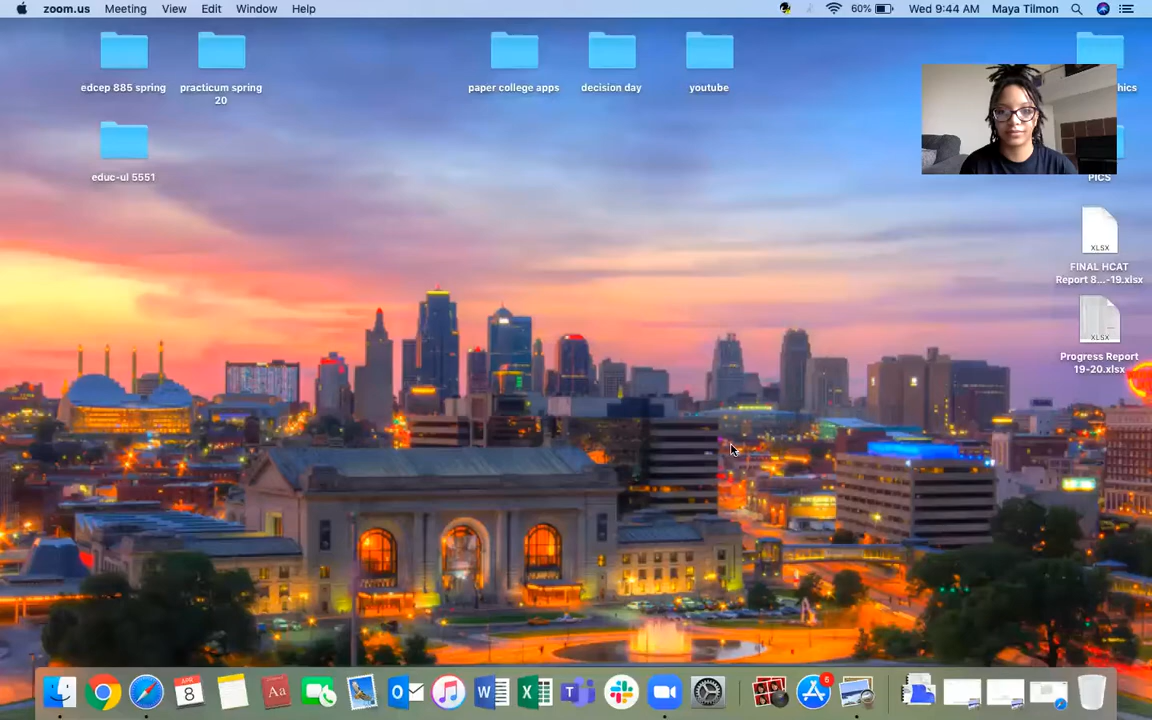 zoom.us Meeting View Edit Window Help 60% Wed 9:44 AM Maya Tilmon
edcep 885 spring
practicum spring
20
paper college apps
decision day
youtube
hics
educ-ul 5551
PICS
XLSX
FINAL HCAT
Report 8...-19.xlsx
XLSX
Progress Report
19-20.xlsx
8
Aa
6